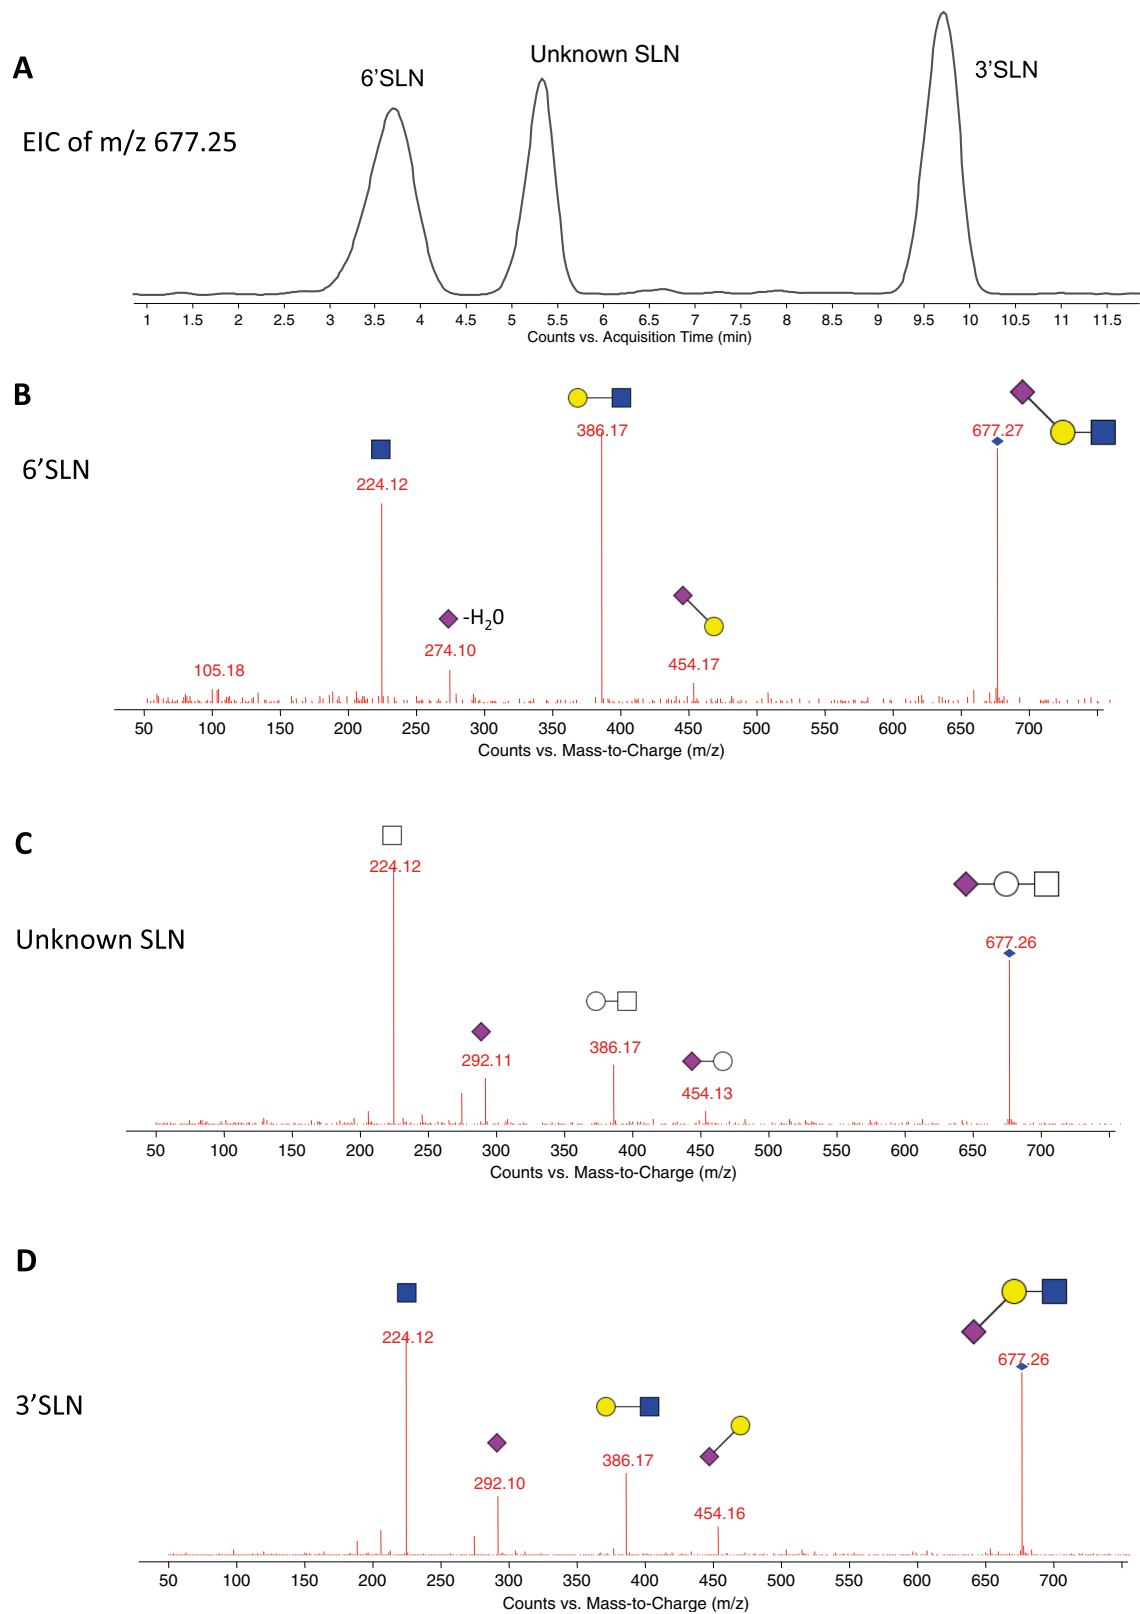 A
EIC of m/z 677.25
6'SLN
Unknown SLN
3'SLN
1 1.5 2 2.5 3 3.5 4 4.5 5 5.5 6 6.5 7 7.5 8 8.5 9 9.5 10 10.5 11 11.5
Counts vs. Acquisition Time (min)
B
6'SLN
386.17
677.27
224.12
-H20
274.10
454.17
105.18
50 100 150 200 250 300 350 400 450 500 550 600 650 700
Counts vs. Mass-to-Charge (m/z)
C
Unknown SLN
224.12
677.26
292.11
386.17
454.13
50 100 150 200 250 300 350 400 450 500 550 600 650 700
Counts vs. Mass-to-Charge (m/z)
D
3'SLN
224.12
677.26
386.17
292.10
454.16
50 100 150 200 250 300 350 400 450 500 550 600 650 700
Counts vs. Mass-to-Charge (m/z)